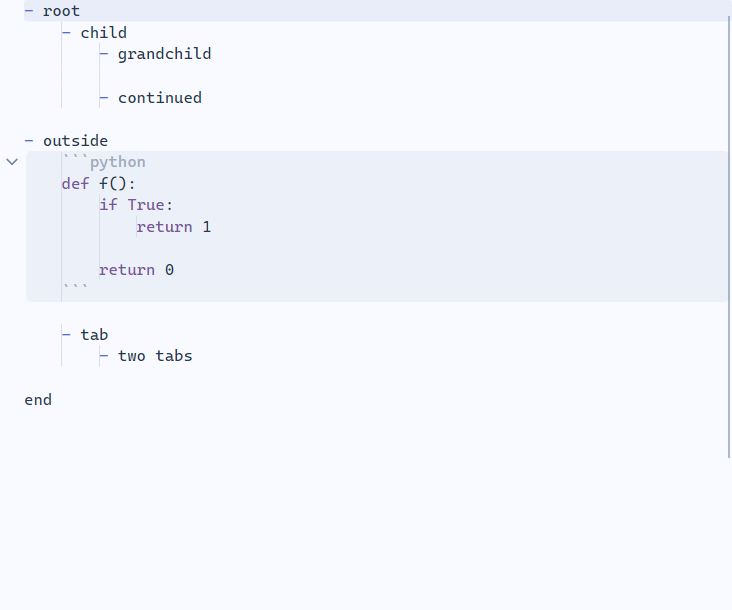 - root
    - child
        - grandchild

        - continued

- outside
    ```python
    def f():
        if True:
            return 1

        return 0
    ```

    - tab
        - two tabs

end